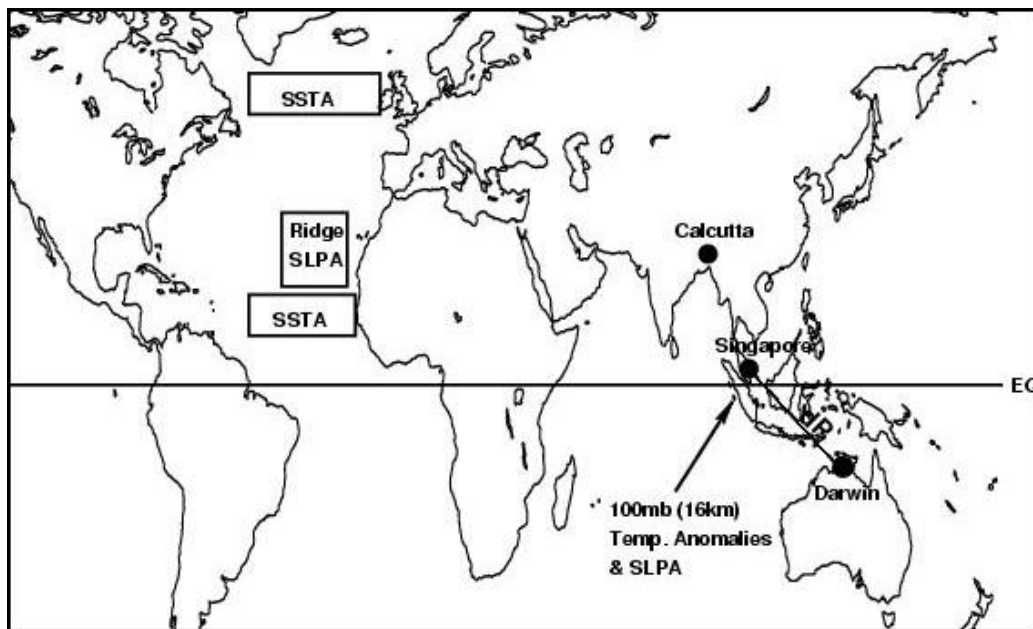 SSTA
Ridge
SLPA
SSTA
Calcutta
Singapore
EQ
Darwin
100mb (16km)
Temp. Anomalies
& SLPA